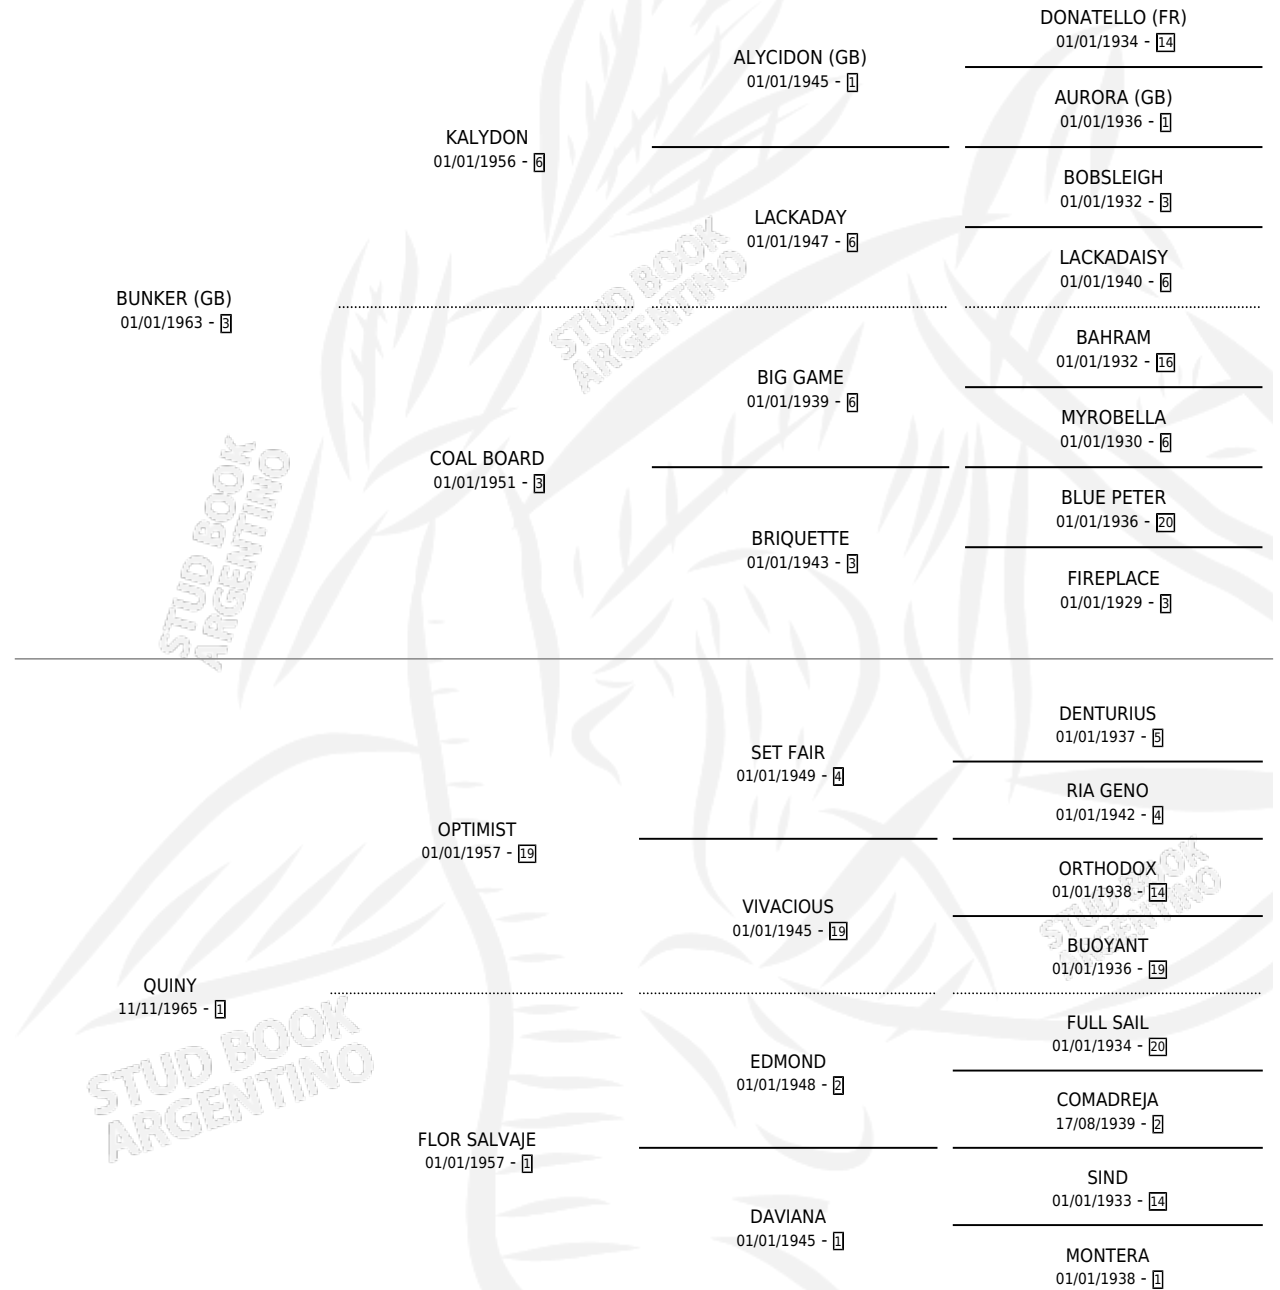 DONATELLO (FR)
01/01/1934 - 14
ALYCIDON (GB)
01/01/1945 - 1
AURORA (GB)
01/01/1936 - 1
KALYDON
01/01/1956 - 6
BOBSLEIGH
01/01/1932 - 3
LACKADAY
01/01/1947 - 6
LACKADAISY
01/01/1940 - 6
BUNKER (GB)
01/01/1963 - 3
BAHRAM
01/01/1932 - 16
BIG GAME
01/01/1939 - 6
MYROBELLA
01/01/1930 - 6
COAL BOARD
01/01/1951 - 3
BLUE PETER
01/01/1936 - 20
BRIQUETTE
01/01/1943 - 3
FIREPLACE
01/01/1929 - 3
DENTURIUS
01/01/1937 - 5
SET FAIR
01/01/1949 - 4
RIA GENO
01/01/1942 - 4
OPTIMIST
01/01/1957 - 19
ORTHODOX
01/01/1938 - 14
VIVACIOUS
01/01/1945 - 19
BUOYANT
01/01/1936 - 19
QUINY
11/11/1965 - 1
FULL SAIL
01/01/1934 - 20
EDMOND
01/01/1948 - 2
COMADREJA
17/08/1939 - 2
FLOR SALVAJE
01/01/1957 - 1
SIND
01/01/1933 - 14
DAVIANA
01/01/1945 - 1
MONTERA
01/01/1938 - 1
STUD BOOK
ARGENTINO
STUD BOOK
ARGENTINO
STUD BOOK
ARGENTINO
STUD BOOK
ARGENTINO